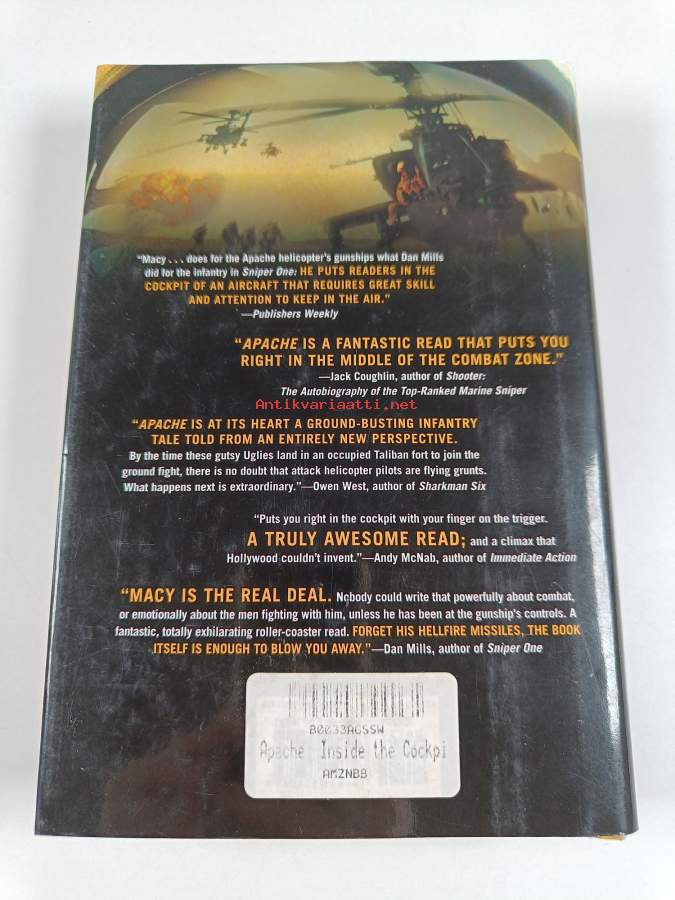 "Macy . . . does for the Apache helicopter's gunships what Dan Mills
did for the infantry in Sniper One: HE PUTS READERS IN THE
COCKPIT OF AN AIRCRAFT THAT REQUIRES GREAT SKILL
AND ATTENTION TO KEEP IN THE AIR."
—Publishers Weekly
"APACHE IS A FANTASTIC READ THAT PUTS YOU
RIGHT IN THE MIDDLE OF THE COMBAT ZONE."
—Jack Coughlin, author of Shooter:
The Autobiography of the Top-Ranked Marine Sniper
Antikvariaatti.net
"APACHE IS AT ITS HEART A GROUND-BUSTING INFANTRY
TALE TOLD FROM AN ENTIRELY NEW PERSPECTIVE.
By the time these gutsy Uglies land in an occupied Taliban fort to join the
ground fight, there is no doubt that attack helicopter pilots are flying grunts.
What happens next is extraordinary."—Owen West, author of Sharkman Six
"Puts you right in the cockpit with your finger on the trigger.
A TRULY AWESOME READ; and a climax that
Hollywood couldn't invent."—Andy McNab, author of Immediate Action
"MACY IS THE REAL DEAL. Nobody could write that powerfully about combat,
or emotionally about the men fighting with him, unless he has been at the gunship's controls. A
fantastic, totally exhilarating roller-coaster read. FORGET HIS HELLFIRE MISSILES, THE BOOK
ITSELF IS ENOUGH TO BLOW YOU AWAY."—Dan Mills, author of Sniper One
B0033AGSSW
Apache Inside the Cockpi
AMZNBB